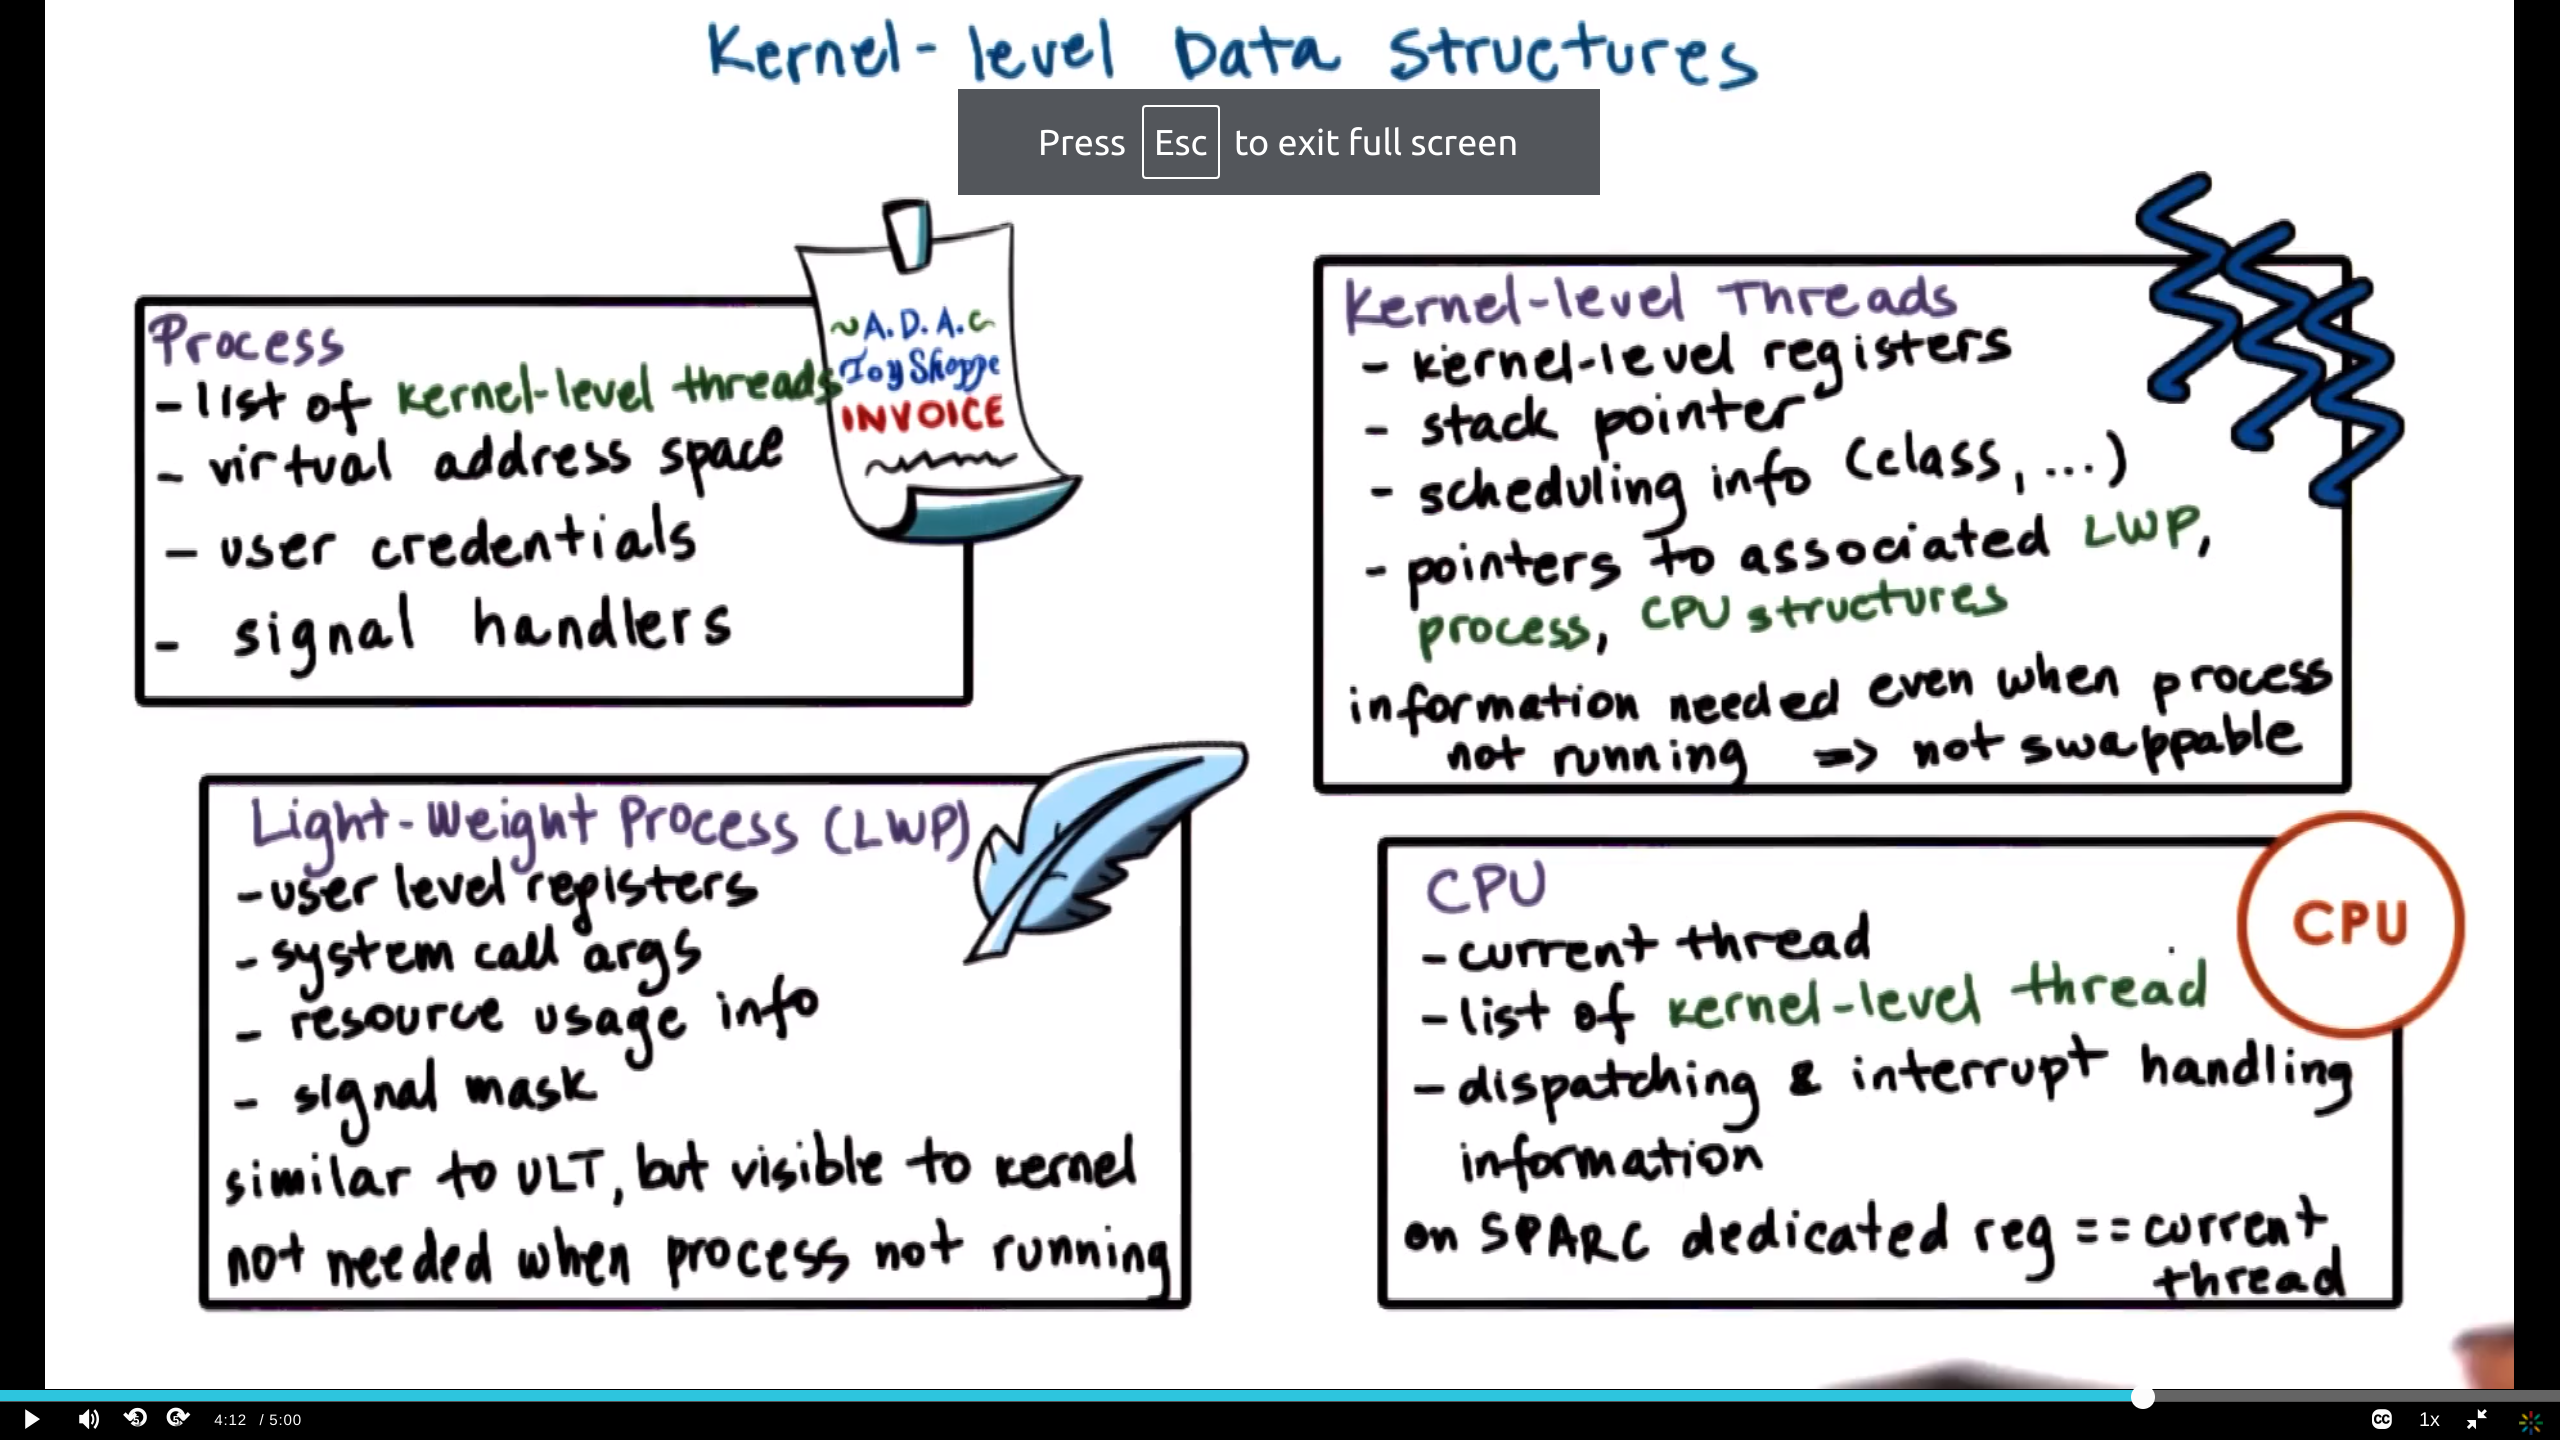 Kernel-level Data Structures
Press Esc to exit full screen
Process
- list of kernel-level threads
- virtual address space
- user credentials
- signal handlers
~A.D.A.C~
Toy Shoppe
INVOICE
Kernel-level Threads
- kernel-level registers
- stack pointer
- scheduling info (class, ...)
- pointers to associated LWP,
process, CPU structures
information needed even when process
not running => not swappable
Light-Weight Process (LWP)
- user level registers
- system call args
- resource usage info
- signal mask
similar to ULT, but visible to kernel
not needed when process not running
CPU
CPU
- current thread
- list of kernel-level thread
- dispatching & interrupt handling
information
on SPARC dedicated reg == current
thread
4:12 / 5:00
CC
1x